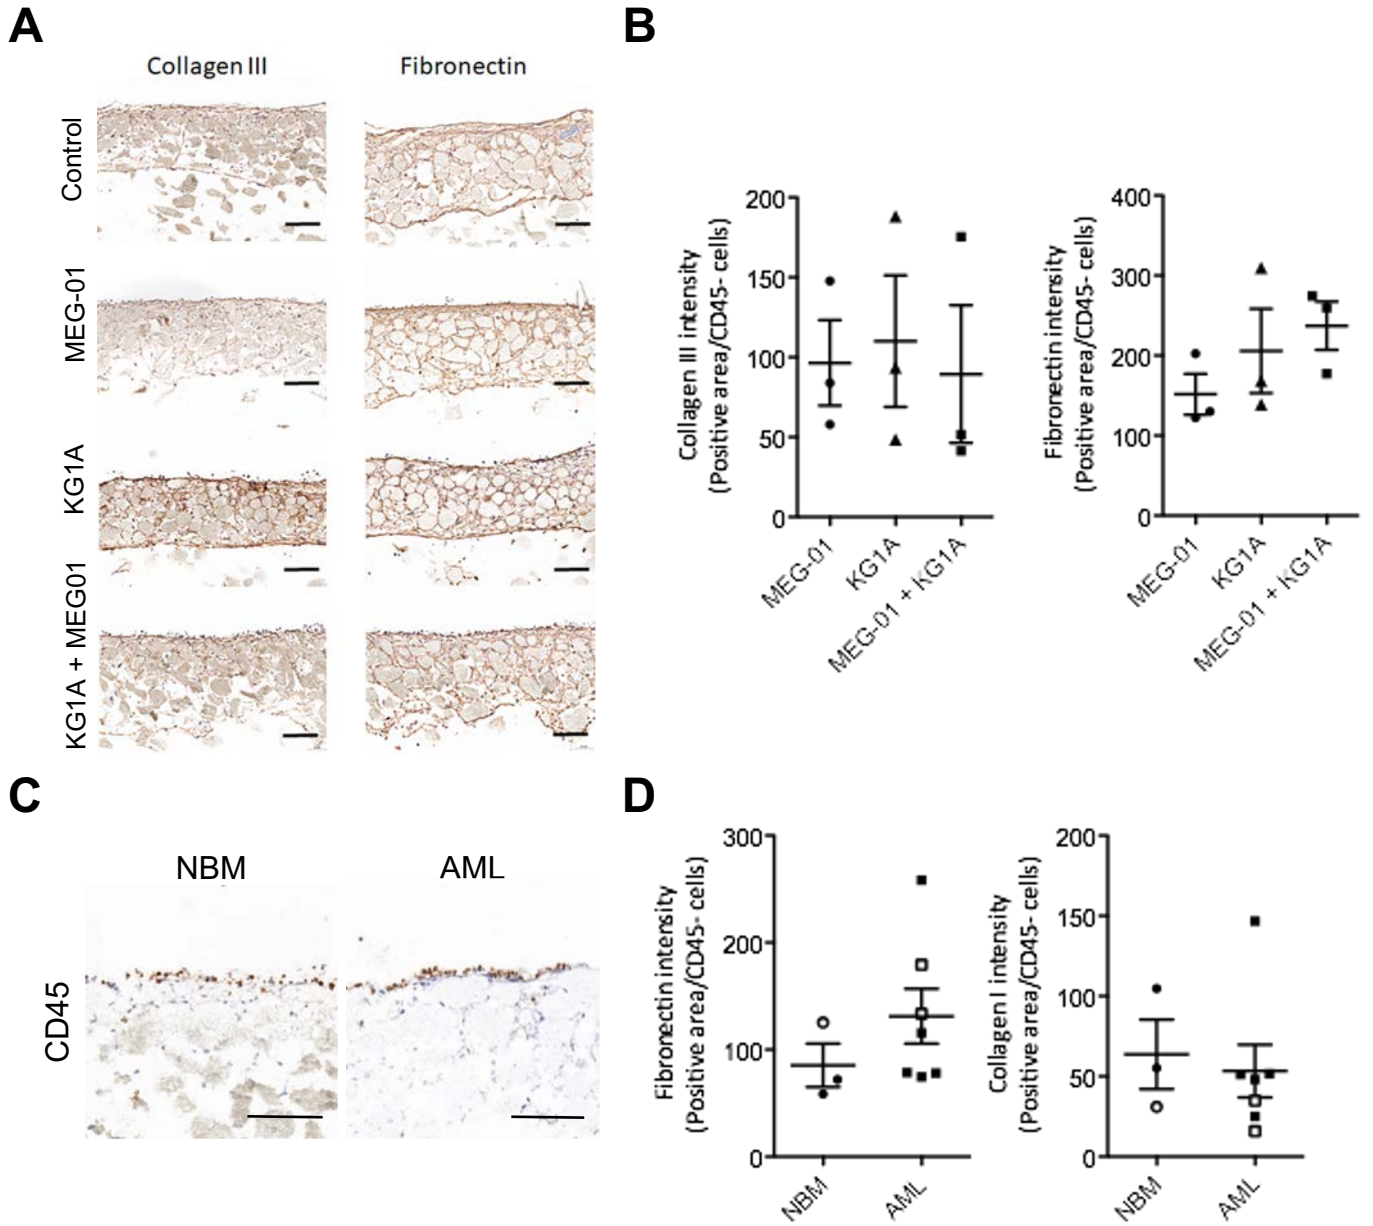 A
B
Collagen III
Fibronectin
Control
MEG-01
KG1A
KG1A + MEG01
Collagen III intensity
(Positive area/CD45- cells)
200
150
100
50
0
MEG-01
KG1A
MEG-01 + KG1A
Fibronectin intensity
(Positive area/CD45- cells)
400
300
200
100
0
MEG-01
KG1A
MEG-01 + KG1A
C
D
NBM
AML
CD45
Fibronectin intensity
(Positive area/CD45- cells)
300
200
100
0
NBM
AML
Collagen I intensity
(Positive area/CD45- cells)
200
150
100
50
0
NBM
AML